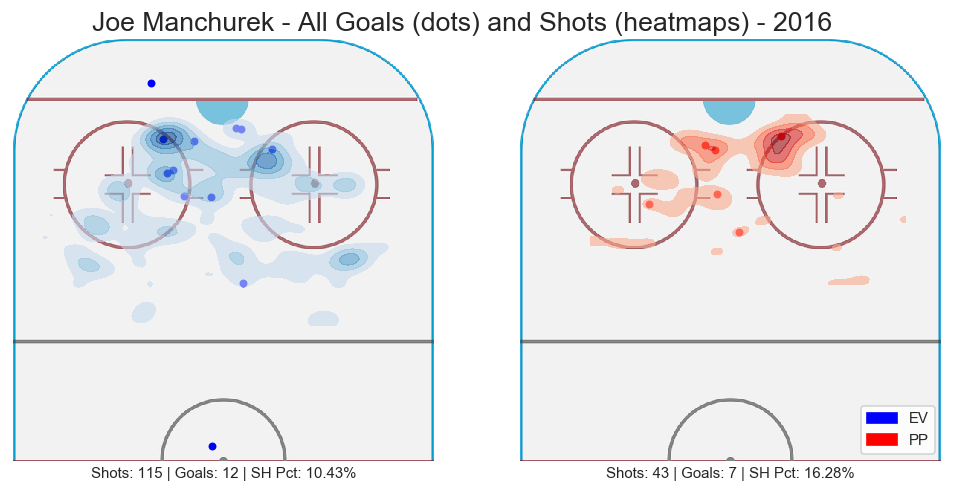 Joe Manchurek - All Goals (dots) and Shots (heatmaps) - 2016
EV
PP
Shots: 115 | Goals: 12 | SH Pct: 10.43%
Shots: 43 | Goals: 7 | SH Pct: 16.28%